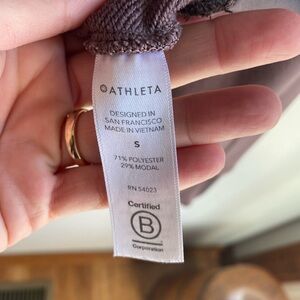 ATHLETA
DESIGNED IN
SAN FRANCISCO
MADE IN VIETNAM
S
71% POLYESTER
29% MODAL
RN 54023
Certified
B
Corporation